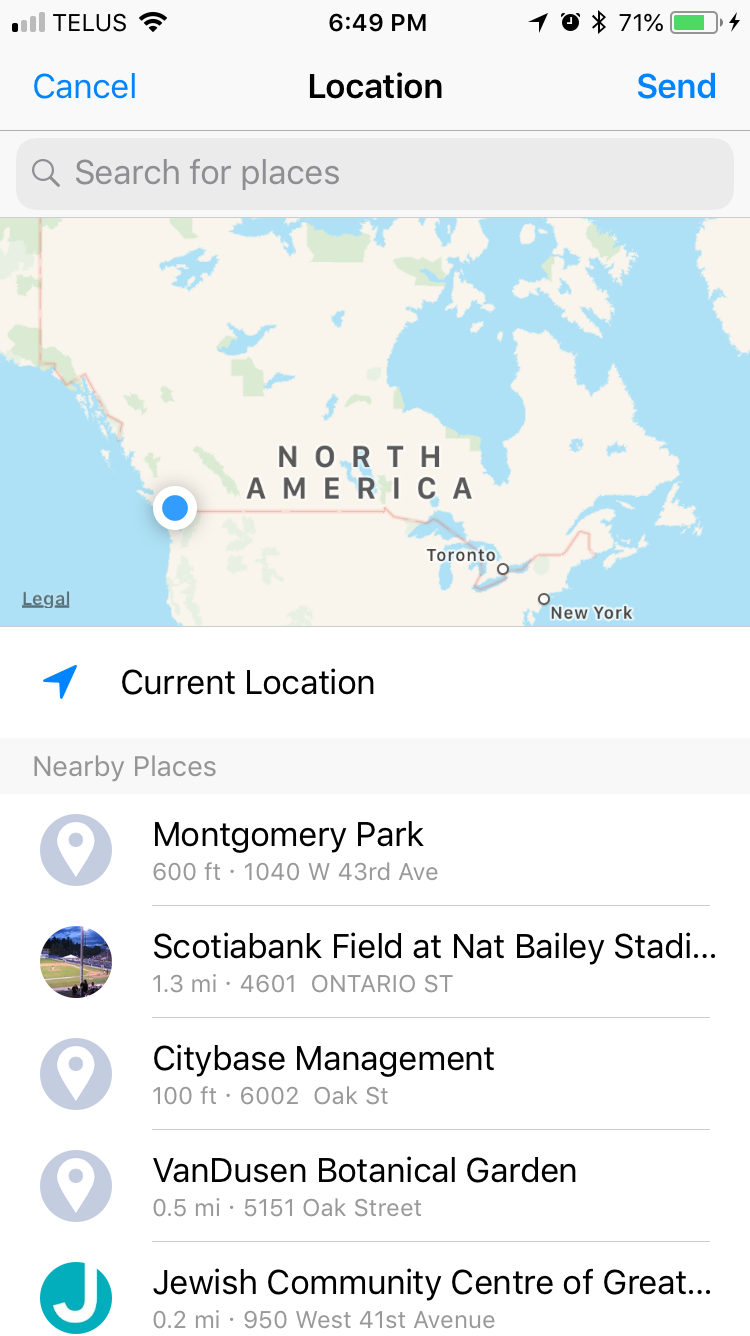 TELUS 6:49 PM 71%
Cancel Location Send
Search for places
NORTH
AMERICA
Toronto
Legal
New York
Current Location
Nearby Places
Montgomery Park
600 ft · 1040 W 43rd Ave
Scotiabank Field at Nat Bailey Stadi...
1.3 mi · 4601  ONTARIO ST
Citybase Management
100 ft · 6002  Oak St
VanDusen Botanical Garden
0.5 mi · 5151 Oak Street
J
Jewish Community Centre of Great...
0.2 mi · 950 West 41st Avenue